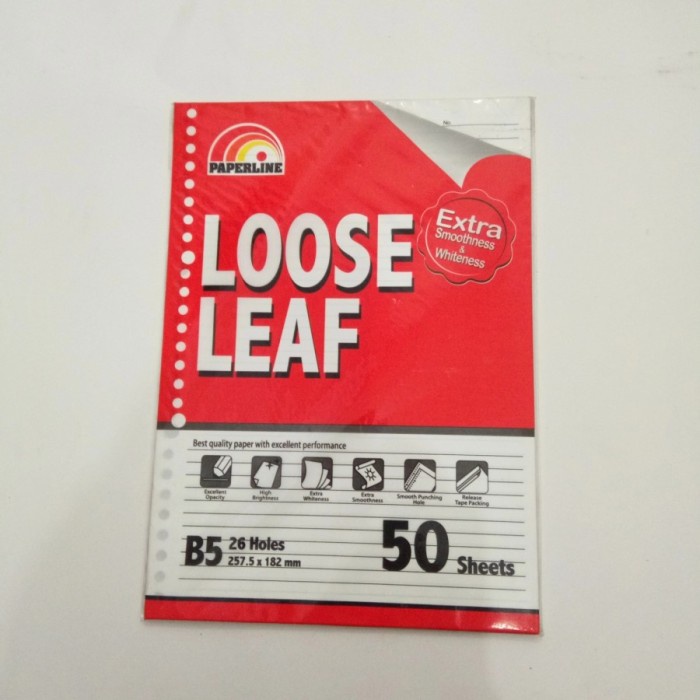 No.
PAPERLINE
LOOSE
LEAF
Extra
Smoothness
&
Whiteness
Best quality paper with excellent performance
Excellent
Opacity
High
Brightness
Extra
Whiteness
Extra
Smoothness
Smooth Punching
Hole
Release
Tape Packing
B5
26 Holes
257.5 x 182 mm
50 Sheets